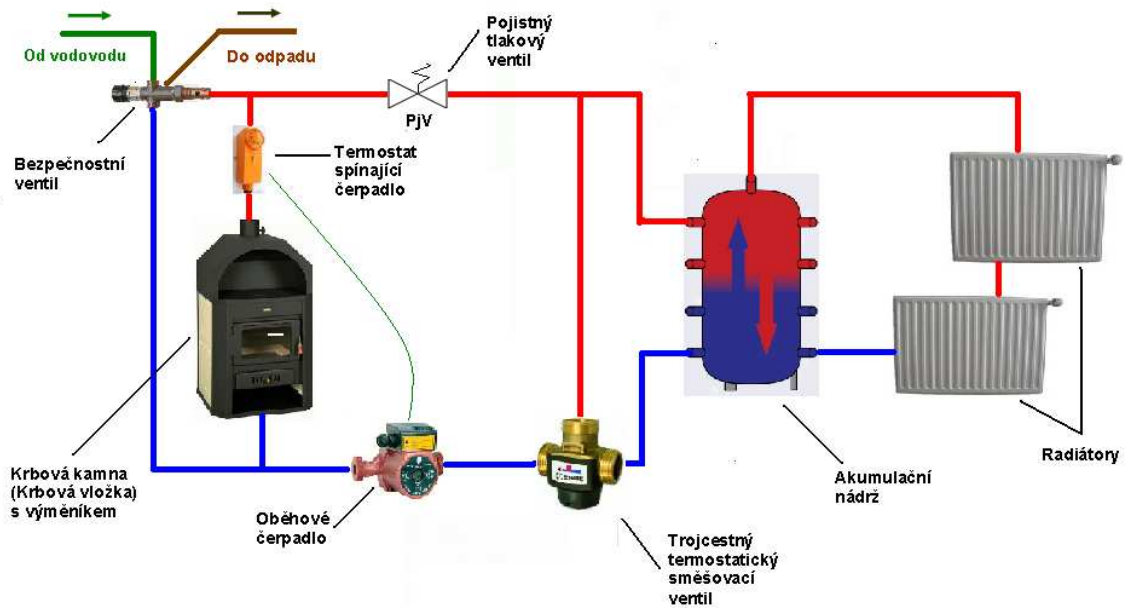 Od vodovodu
Do odpadu
Pojistný
tlakový
ventil
PjV
Bezpečnostní
ventil
Termostat
spínající
čerpadlo
Krbová kamna
(Krbová vložka)
s výměníkem
Oběhové
čerpadlo
Trojcestný
termostatický
směšovací
ventil
Akumulační
nádrž
Radiátory